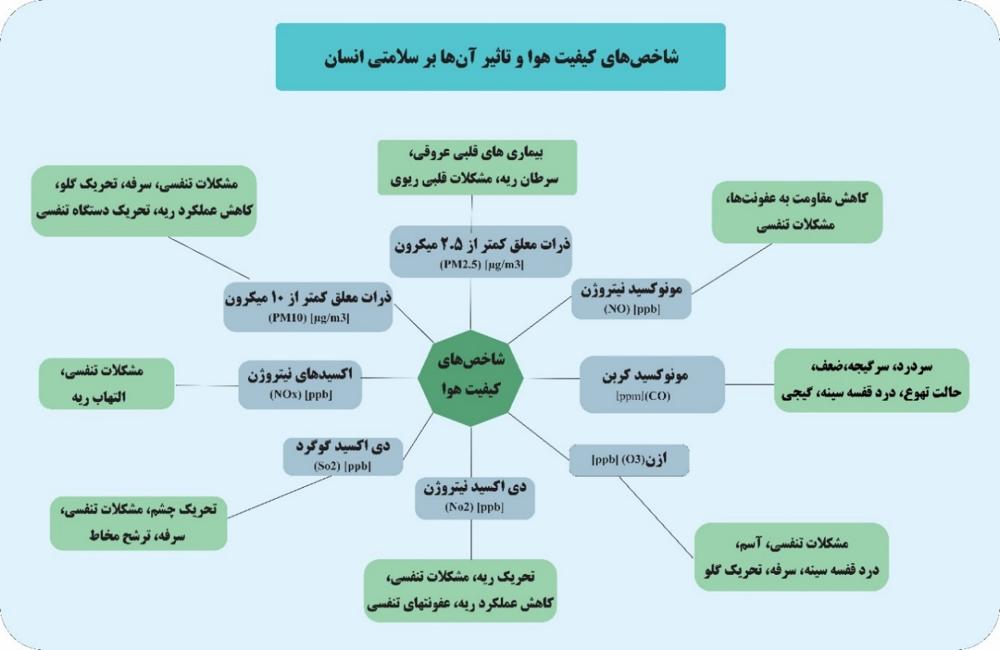 شاخص‌های کیفیت هوا و تاثیر آن‌ها بر سلامتی انسان
بیماری های قلبی عروقی،
سرطان ریه، مشکلات قلبی ریوی
ذرات معلق کمتر از ۲.۵ میکرون
(PM2.5) [µg/m3]
کاهش مقاومت به عفونت‌ها،
مشکلات تنفسی
مونوکسید نیتروژن
(NO) [ppb]
سردرد، سرگیجه،ضعف،
حالت تهوع، درد قفسه سینه، گیجی
مونوکسید کربن
[ppm](CO)
ازن(O3) [ppb]
مشکلات تنفسی، آسم،
درد قفسه سینه، سرفه، تحریک گلو
دی اکسید نیتروژن
(No2) [ppb]
تحریک ریه، مشکلات تنفسی،
کاهش عملکرد ریه، عفونتهای تنفسی
دی اکسید گوگرد
(So2) [ppb]
تحریک چشم، مشکلات تنفسی،
سرفه، ترشح مخاط
اکسیدهای نیتروژن
(NOx) [ppb]
مشکلات تنفسی،
التهاب ریه
ذرات معلق کمتر از ۱۰ میکرون
(PM10) [µg/m3]
مشکلات تنفسی، سرفه، تحریک گلو،
کاهش عملکرد ریه، تحریک دستگاه تنفسی
شاخص‌های
کیفیت هوا